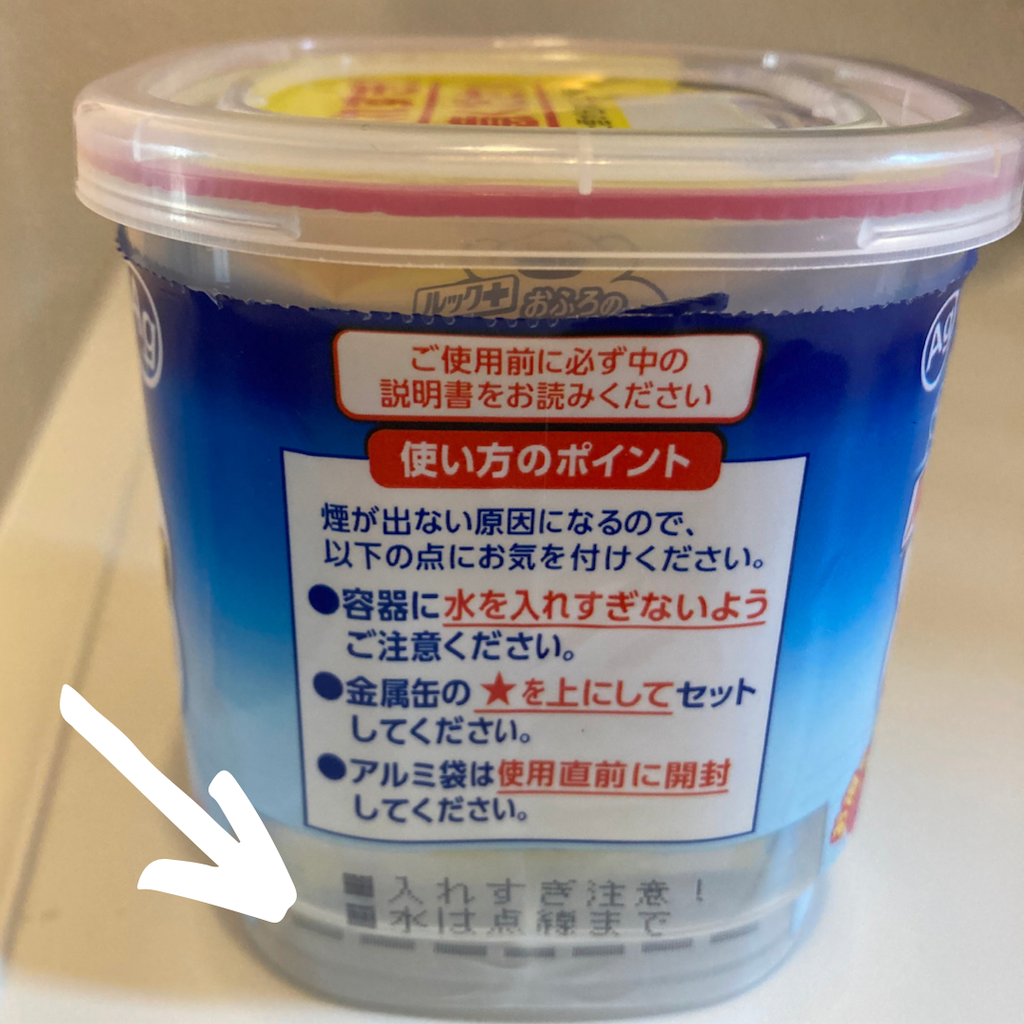 ルック+
おふろの
Ag
ご使用前に必ず中の
説明書をお読みください
使い方のポイント
煙が出ない原因になるので、
以下の点にお気を付けください。
●容器に水を入れすぎないよう
ご注意ください。
●金属缶の★を上にしてセット
してください。
●アルミ袋は使用直前に開封
してください。
■入れすぎ注意!
■水は点線まで